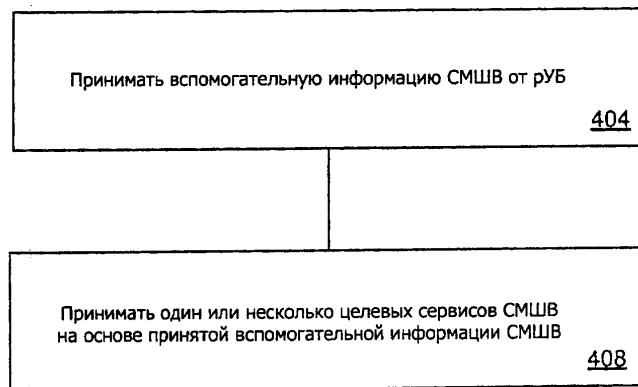 Принимать вспомогательную информацию СМШВ от рУБ
404
Принимать один или несколько целевых сервисов СМШВ
на основе принятой вспомогательной информации СМШВ
408